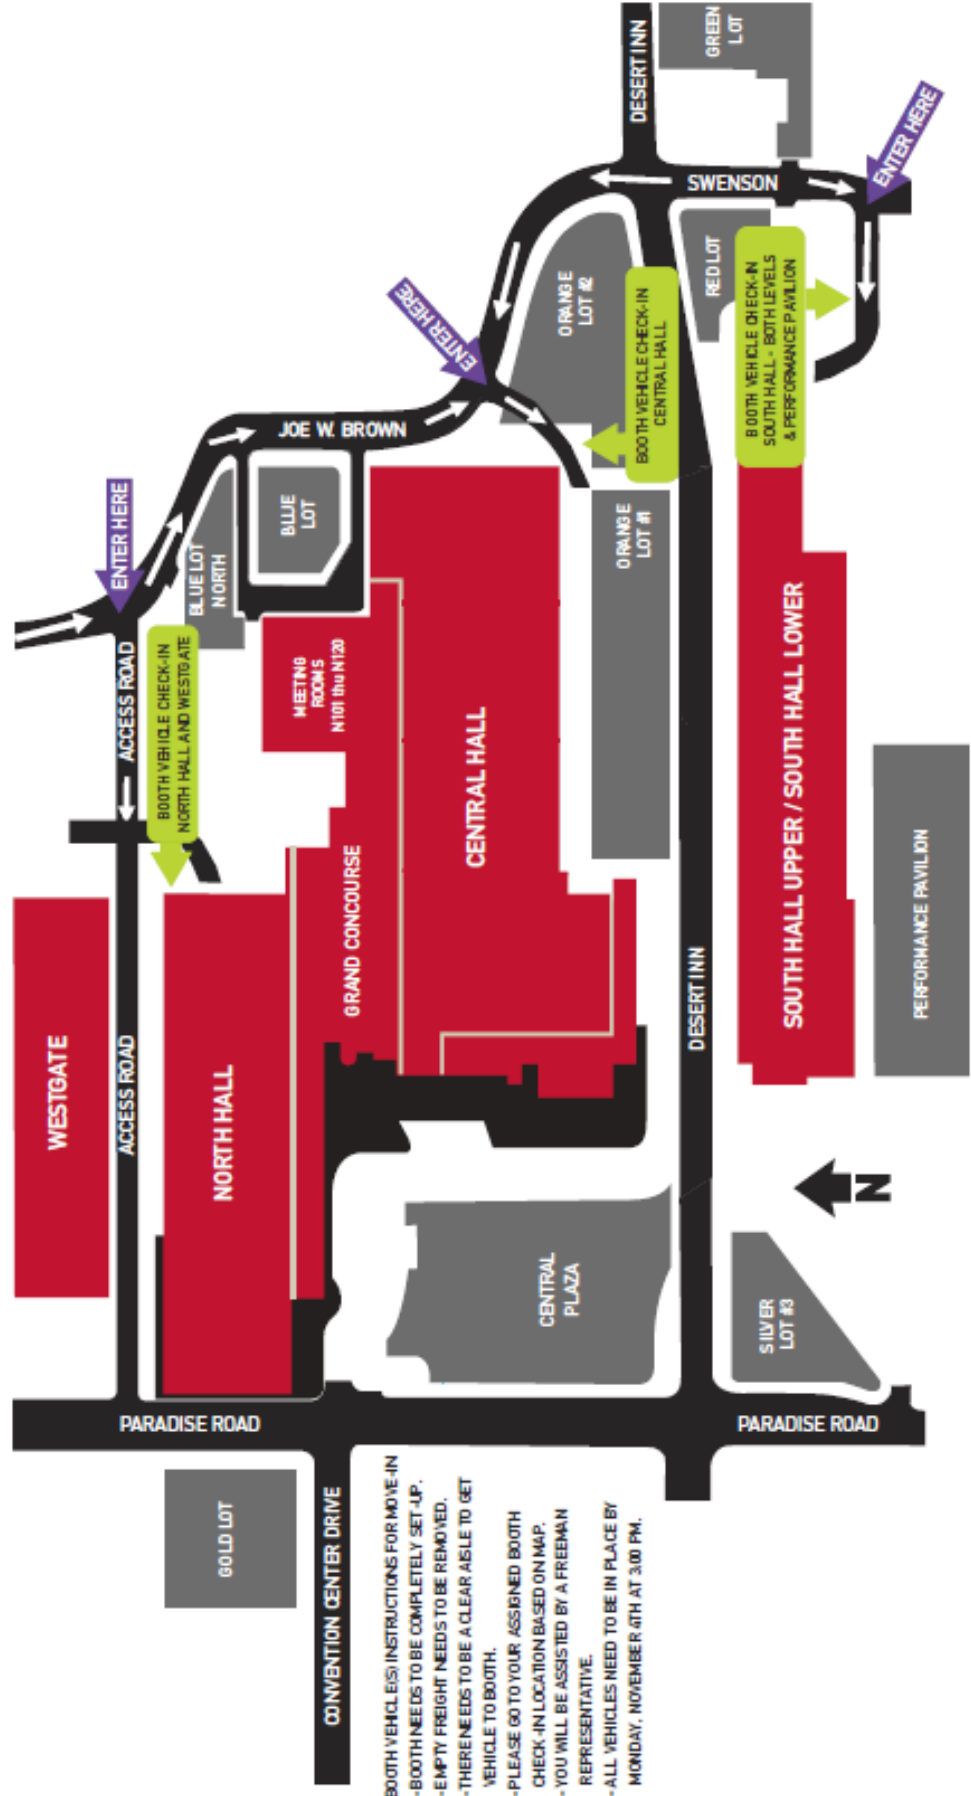 WESTGATE
ACCESS ROAD
ACCESS ROAD
ENTER HERE
BOOTH VEHICLE CHECK-IN
NORTH HALL AND WESTGATE
BLUE LOT
NORTH
BLUE
LOT
JOE W. BROWN
ENTER HERE
NORTH HALL
MEETING
ROOMS
N101 thru N120
GRAND CONCOURSE
CENTRAL HALL
ORANGE
LOT #2
ORANGE
LOT #1
BOOTH VEHICLE CHECK-IN
CENTRAL HALL
DESERT INN
DESERT INN
GREEN
LOT
SWENSON
RED LOT
ENTER HERE
BOOTH VEHICLE CHECK-IN
SOUTH HALL - BOTH LEVELS
& PERFORMANCE PAVILION
SOUTH HALL UPPER / SOUTH HALL LOWER
PERFORMANCE PAVILION
N
CENTRAL
PLAZA
SILVER
LOT #3
PARADISE ROAD
PARADISE ROAD
GOLD LOT
CONVENTION CENTER DRIVE
BOOTH VEHICLE(S) INSTRUCTIONS FOR MOVE-IN
-BOOTH NEEDS TO BE COMPLETELY SET-UP.
-EMPTY FREIGHT NEEDS TO BE REMOVED.
-THERE NEEDS TO BE A CLEAR AISLE TO GET
VEHICLE TO BOOTH.
-PLEASE GO TO YOUR ASSIGNED BOOTH
CHECK-IN LOCATION BASED ON MAP.
-YOU WILL BE ASSISTED BY A FREEMAN
REPRESENTATIVE.
-ALL VEHICLES NEED TO BE IN PLACE BY
MONDAY, NOVEMBER 4TH AT 3:00 PM.